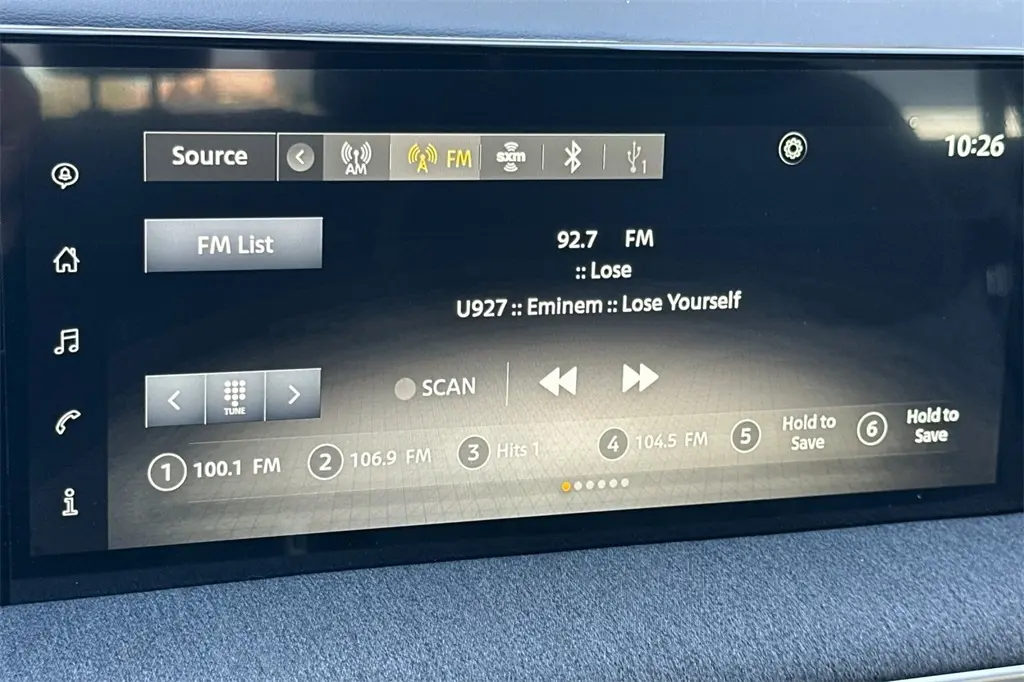 Source
AM
FM
sxm
1
10:26
FM List
92.7 FM
:: Lose
U927 :: Eminem :: Lose Yourself
TUNE
SCAN
1 100.1 FM
2 106.9 FM
3 Hits 1
4 104.5 FM
5 Hold to
Save
6 Hold to
Save